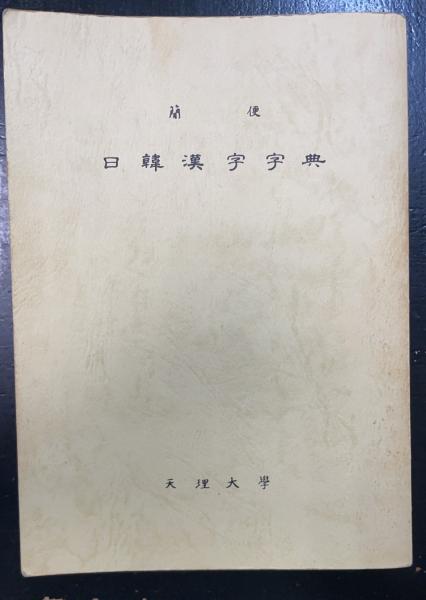 簡 便
日韓漢字字典
天理大學